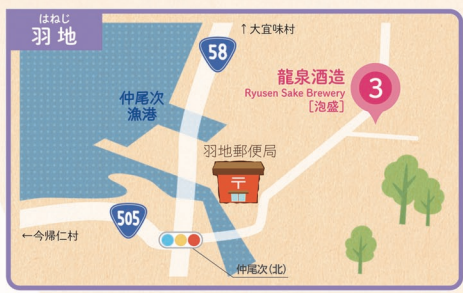 はねじ
羽地
↑大宜味村
58
龍泉酒造
Ryusen Sake Brewery
[泡盛]
3
仲尾次
漁港
羽地郵便局
〒
505
←今帰仁村
仲尾次(北)